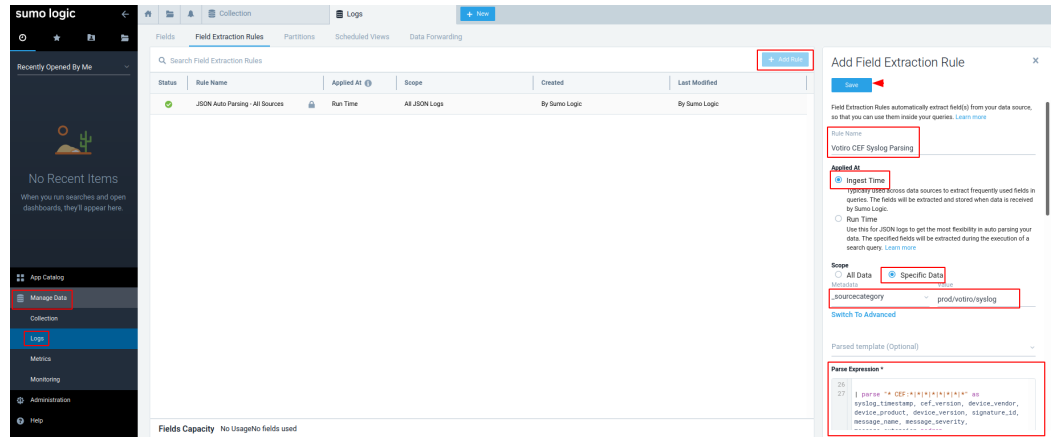 sumo logic
Collection
Logs
+ New
Recently Opened By Me
No Recent Items
When you run searches and open
dashboards, they'll appear here.
App Catalog
Manage Data
Collection
Logs
Metrics
Monitoring
Administration
Help
Fields
Field Extraction Rules
Partitions
Scheduled Views
Data Forwarding
Search Field Extraction Rules
+ Add Rule
Status
Rule Name
Applied At
Scope
Created
Last Modified
JSON Auto Parsing - All Sources
Run Time
All JSON Logs
By Sumo Logic
By Sumo Logic
Fields Capacity No UsageNo fields used
Add Field Extraction Rule
x
Save
Field Extraction Rules automatically extract field(s) from your data source,
so that you can use them inside your queries. Learn more
Rule Name
Votiro CEF Syslog Parsing
Applied At
Ingest Time
Typically used across data sources to extract frequently used fields in
queries. The fields will be extracted and stored when data is received
by Sumo Logic.
Run Time
Use this for JSON logs to get the most flexibility in auto parsing your
data. The specified fields will be extracted during the execution of a
search query. Learn more
Scope
All Data
Specific Data
Metadata
Value
_sourcecategory
prod/votiro/syslog
Switch To Advanced
Parsed template (Optional)
Parse Expression *
26
27 | parse "* CEF:*|*|*|*|*|*|*|*" as
syslog_timestamp, cef_version, device_vendor,
device_product, device_version, signature_id,
message_name, message_severity,